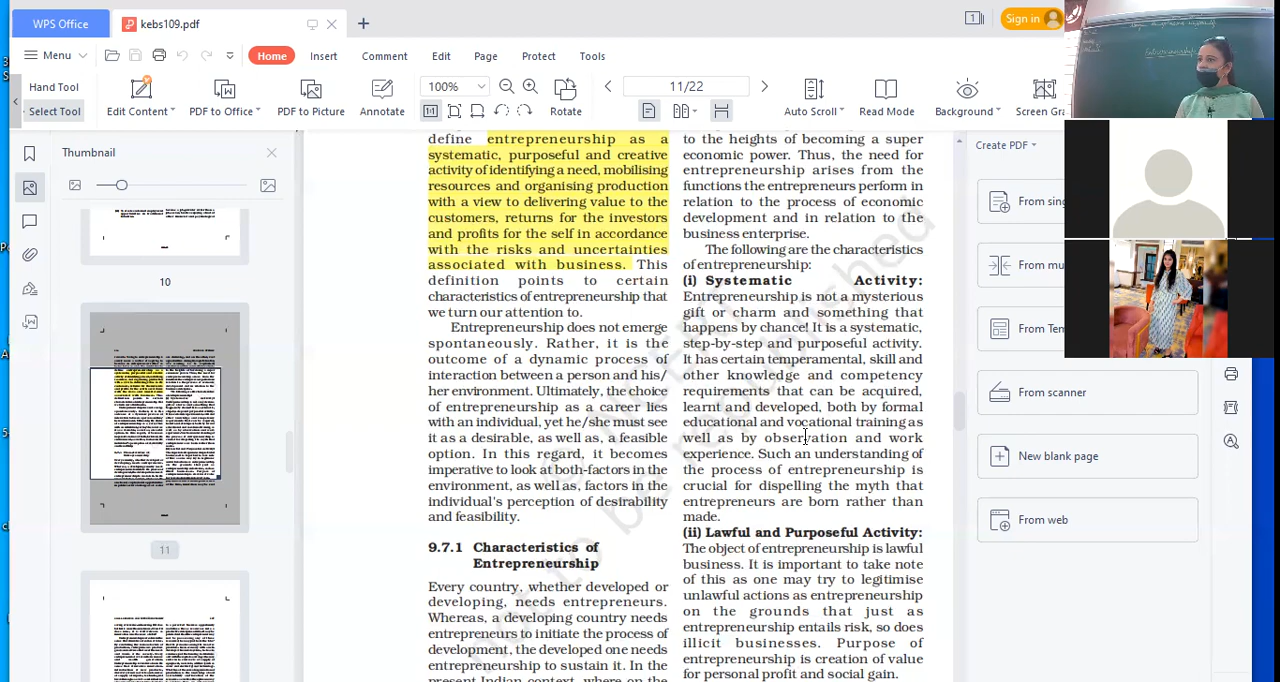 WPS Office
kebs109.pdf
Sign in
Menu
Home
Insert
Comment
Edit
Page
Protect
Tools
Hand Tool
Select Tool
Edit Content
PDF to Office
PDF to Picture
Annotate
100%
Rotate
11/22
Auto Scroll
Read Mode
Background
Screen Gra
Thumbnail
10
11
define entrepreneurship as a
systematic, purposeful and creative
activity of identifying a need, mobilising
resources and organising production
with a view to delivering value to the
customers, returns for the investors
and profits for the self in accordance
with the risks and uncertainties
associated with business. This
definition points to certain
characteristics of entrepreneurship that
we turn our attention to.
Entrepreneurship does not emerge
spontaneously. Rather, it is the
outcome of a dynamic process of
interaction between a person and his/
her environment. Ultimately, the choice
of entrepreneurship as a career lies
with an individual, yet he/she must see
it as a desirable, as well as, a feasible
option. In this regard, it becomes
imperative to look at both-factors in the
environment, as well as, factors in the
individual's perception of desirability
and feasibility.
9.7.1 Characteristics of
Entrepreneurship
Every country, whether developed or
developing, needs entrepreneurs.
Whereas, a developing country needs
entrepreneurs to initiate the process of
development, the developed one needs
entrepreneurship to sustain it. In the
present Indian context, where on the
to the heights of becoming a super
economic power. Thus, the need for
entrepreneurship arises from the
functions the entrepreneurs perform in
relation to the process of economic
development and in relation to the
business enterprise.
The following are the characteristics
of entrepreneurship:
(i) Systematic Activity:
Entrepreneurship is not a mysterious
gift or charm and something that
happens by chance! It is a systematic,
step-by-step and purposeful activity.
It has certain temperamental, skill and
other knowledge and competency
requirements that can be acquired,
learnt and developed, both by formal
educational and vocational training as
well as by observation and work
experience. Such an understanding of
the process of entrepreneurship is
crucial for dispelling the myth that
entrepreneurs are born rather than
made.
(ii) Lawful and Purposeful Activity:
The object of entrepreneurship is lawful
business. It is important to take note
of this as one may try to legitimise
unlawful actions as entrepreneurship
on the grounds that just as
entrepreneurship entails risk, so does
illicit businesses. Purpose of
entrepreneurship is creation of value
for personal profit and social gain.
not to be republished
Create PDF
From sing
From mu
From Tem
From scanner
New blank page
From web